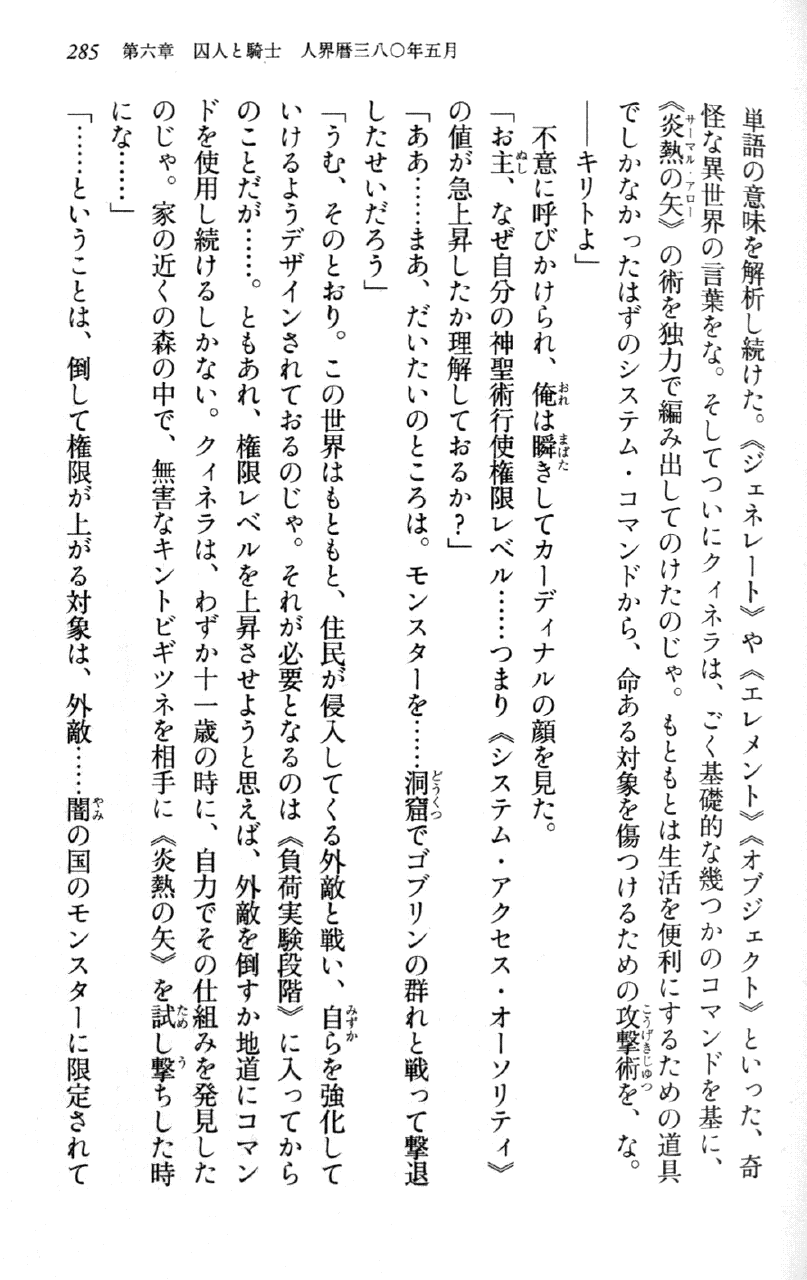 285 第六章 囚人と騎士 人界暦三八〇年五月
単語の意味を解析し続けた。《ジェネレート》や《エレメント》《オブジェクト》といった、奇
怪な異世界の言葉をな。そしてついにクィネラは、ごく基礎的な幾つかのコマンドを基に、
《炎熱の矢》の術を独力で編み出してのけたのじゃ。もともとは生活を便利にするための道具
でしかなかったはずのシステム・コマンドから、命ある対象を傷つけるための攻撃術を、な。
――キリトよ」
不意に呼びかけられ、俺は瞬きしてカーディナルの顔を見た。
「お主、なぜ自分の神聖術行使権限レベル……つまり《システム・アクセス・オーソリティ》
の値が急上昇したか理解しておるか？」
「ああ……まあ、だいたいのところは。モンスターを……洞窟でゴブリンの群れと戦って撃退
したせいだろう」
「うむ、そのとおり。この世界はもともと、住民が侵入してくる外敵と戦い、自らを強化して
いけるようデザインされておるのじゃ。それが必要となるのは《負荷実験段階》に入ってから
のことだが……。ともあれ、権限レベルを上昇させようと思えば、外敵を倒すか地道にコマン
ドを使用し続けるしかない。クィネラは、わずか十一歳の時に、自力でその仕組みを発見した
のじゃ。家の近くの森の中で、無害なキントビギツネを相手に《炎熱の矢》を試し撃ちした時
にな……」
「……ということは、倒して権限が上がる対象は、外敵……闇の国のモンスターに限定されて